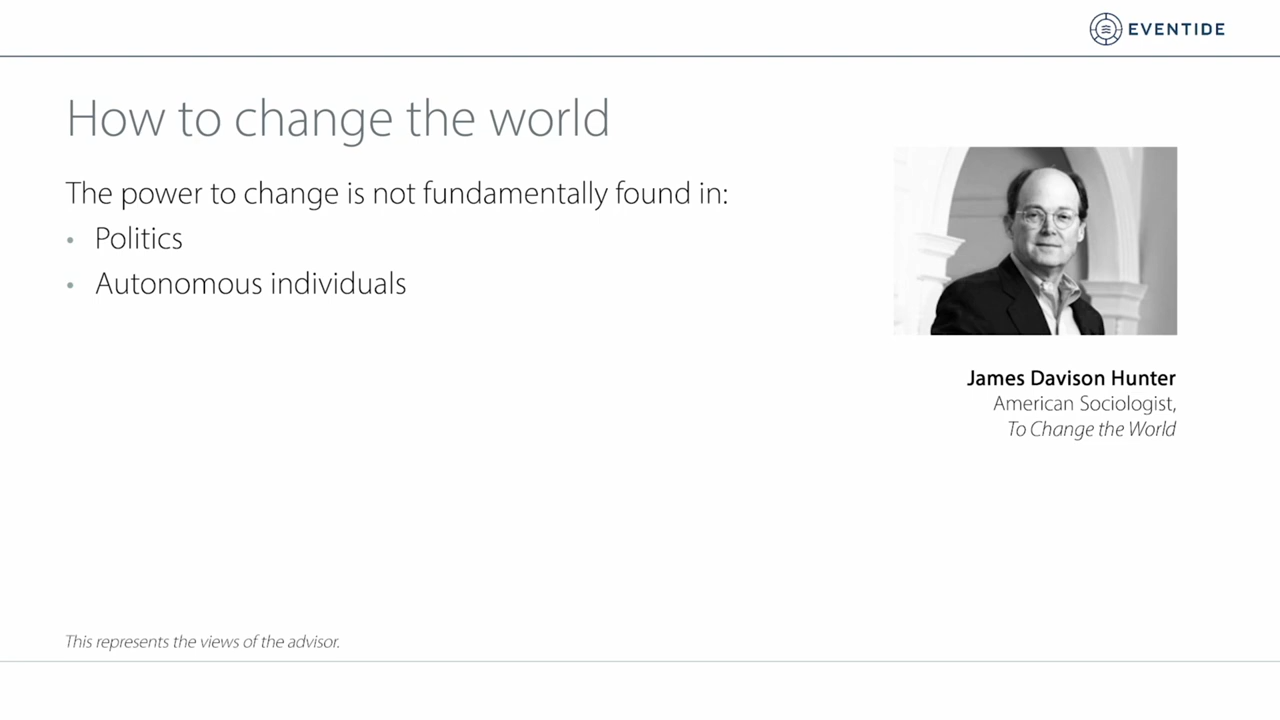 EVENTIDE
How to change the world
The power to change is not fundamentally found in:
• Politics
• Autonomous individuals
James Davison Hunter
American Sociologist,
To Change the World
This represents the views of the advisor.